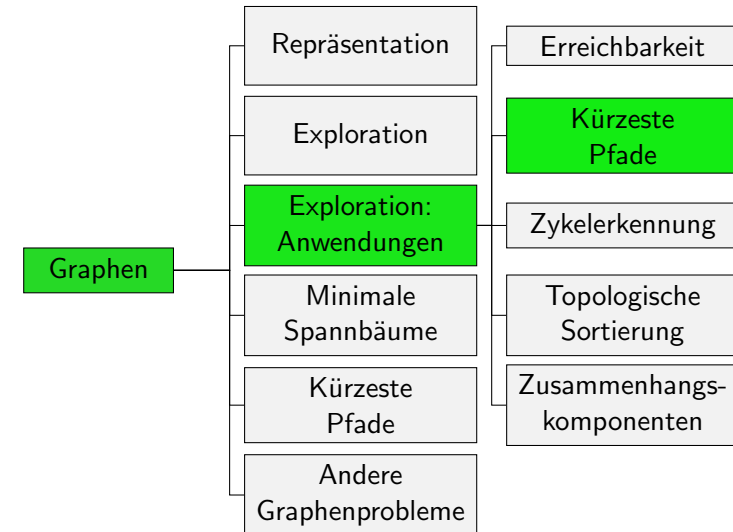 Graphen
Repräsentation
Exploration
Exploration:
Anwendungen
Minimale
Spannbäume
Kürzeste
Pfade
Andere
Graphenprobleme
Erreichbarkeit
Kürzeste
Pfade
Zykelerkennung
Topologische
Sortierung
Zusammenhangs-
komponenten